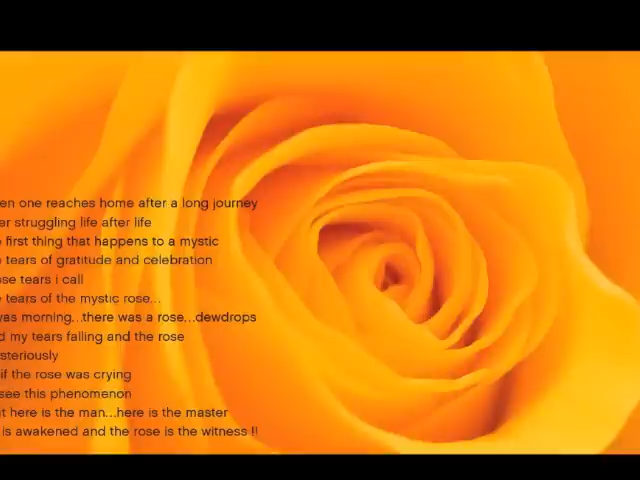 en one reaches home after a long journey
er struggling life after life
e first thing that happens to a mystic
e tears of gratitude and celebration
ose tears i call
e tears of the mystic rose...
was morning...there was a rose...dewdrops
d my tears falling and the rose
steriously
if the rose was crying
see this phenomenon
t here is the man...here is the master
is awakened and the rose is the witness !!